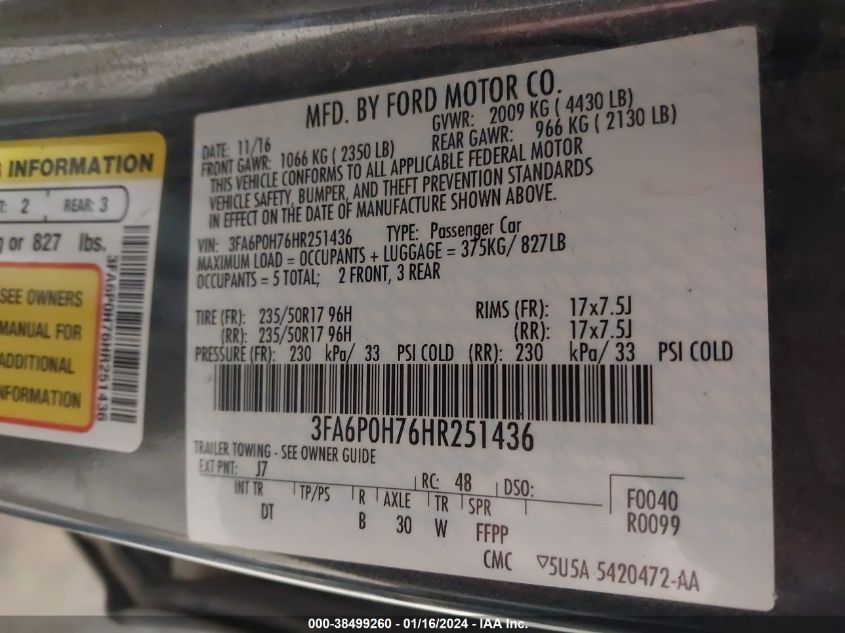 MFD. BY FORD MOTOR CO.
DATE: 11/16 GVWR: 2009 KG ( 4430 LB)
FRONT GAWR: 1066 KG ( 2350 LB) REAR GAWR: 966 KG ( 2130 LB)
THIS VEHICLE CONFORMS TO ALL APPLICABLE FEDERAL MOTOR
VEHICLE SAFETY, BUMPER, AND THEFT PREVENTION STANDARDS
IN EFFECT ON THE DATE OF MANUFACTURE SHOWN ABOVE.
VIN: 3FA6P0H76HR251436 TYPE: Passenger Car
MAXIMUM LOAD = OCCUPANTS + LUGGAGE = 375KG/ 827LB
OCCUPANTS = 5 TOTAL; 2 FRONT, 3 REAR
TIRE (FR): 235/50R17 96H RIMS (FR): 17x7.5J
(RR): 235/50R17 96H (RR): 17x7.5J
PRESSURE (FR): 230 kPa/ 33 PSI COLD (RR): 230 kPa/ 33 PSI COLD
3FA6P0H76HR251436
TRAILER TOWING - SEE OWNER GUIDE
EXT PNT: J7 RC: 48 DSO:
INT TR TP/PS R AXLE TR SPR F0040
DT B 30 W FFPP R0099
CMC ▽5U5A 5420472-AA
INFORMATION
2 REAR: 3
or 827 lbs.
3FA6P0H76HR251436
SEE OWNERS
MANUAL FOR
ADDITIONAL
INFORMATION
000-38499260 - 01/16/2024 - IAA Inc.